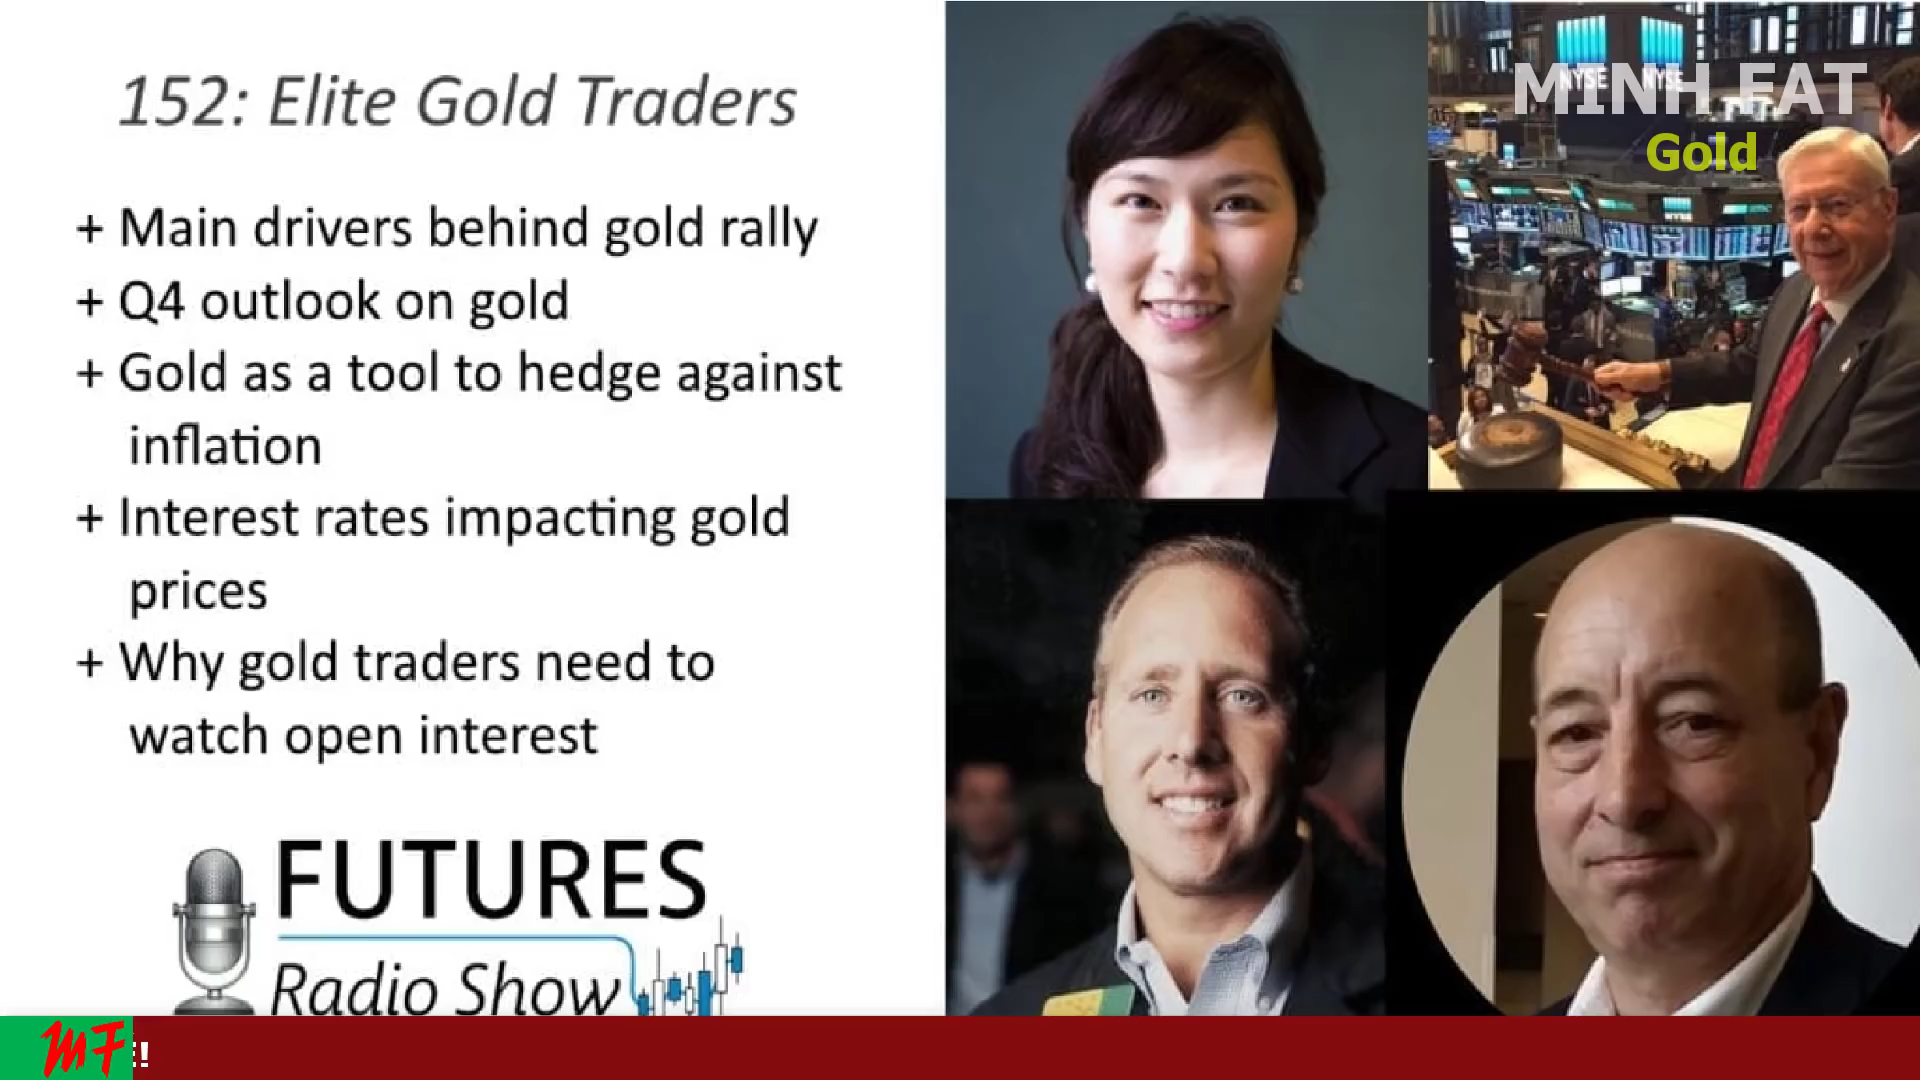 152: Elite Gold Traders
+ Main drivers behind gold rally
+ Q4 outlook on gold
+ Gold as a tool to hedge against
inflation
+ Interest rates impacting gold
prices
+ Why gold traders need to
watch open interest
FUTURES
Radio Show
NYSE NYSE
MINH FAT
Gold
MF
E!